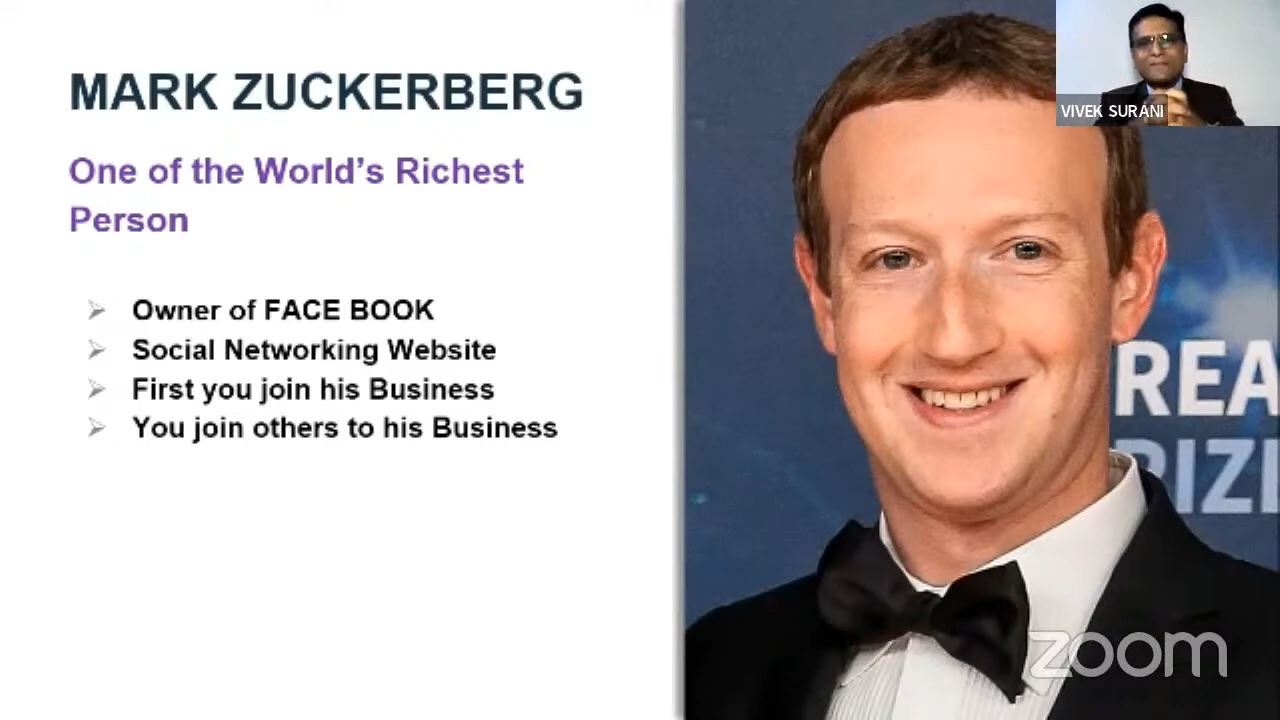 MARK ZUCKERBERG
One of the World's Richest
Person
Owner of FACE BOOK
Social Networking Website
First you join his Business
You join others to his Business
VIVEK SURANI
REA
RIZI
zoom